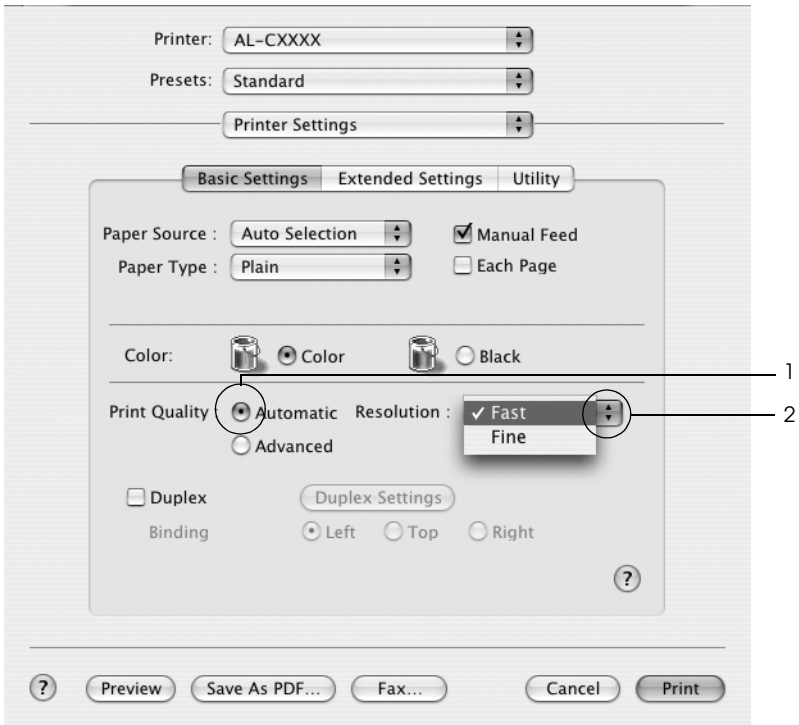 Printer: AL-CXXXX
Presets: Standard
Printer Settings
Basic Settings Extended Settings Utility
Paper Source : Auto Selection Manual Feed
Paper Type : Plain Each Page
Color: Color Black
1
Print Quality : Automatic Resolution : Fast 2
Advanced Fine
Duplex Duplex Settings
Binding Left Top Right
?
? Preview Save As PDF... Fax... Cancel Print